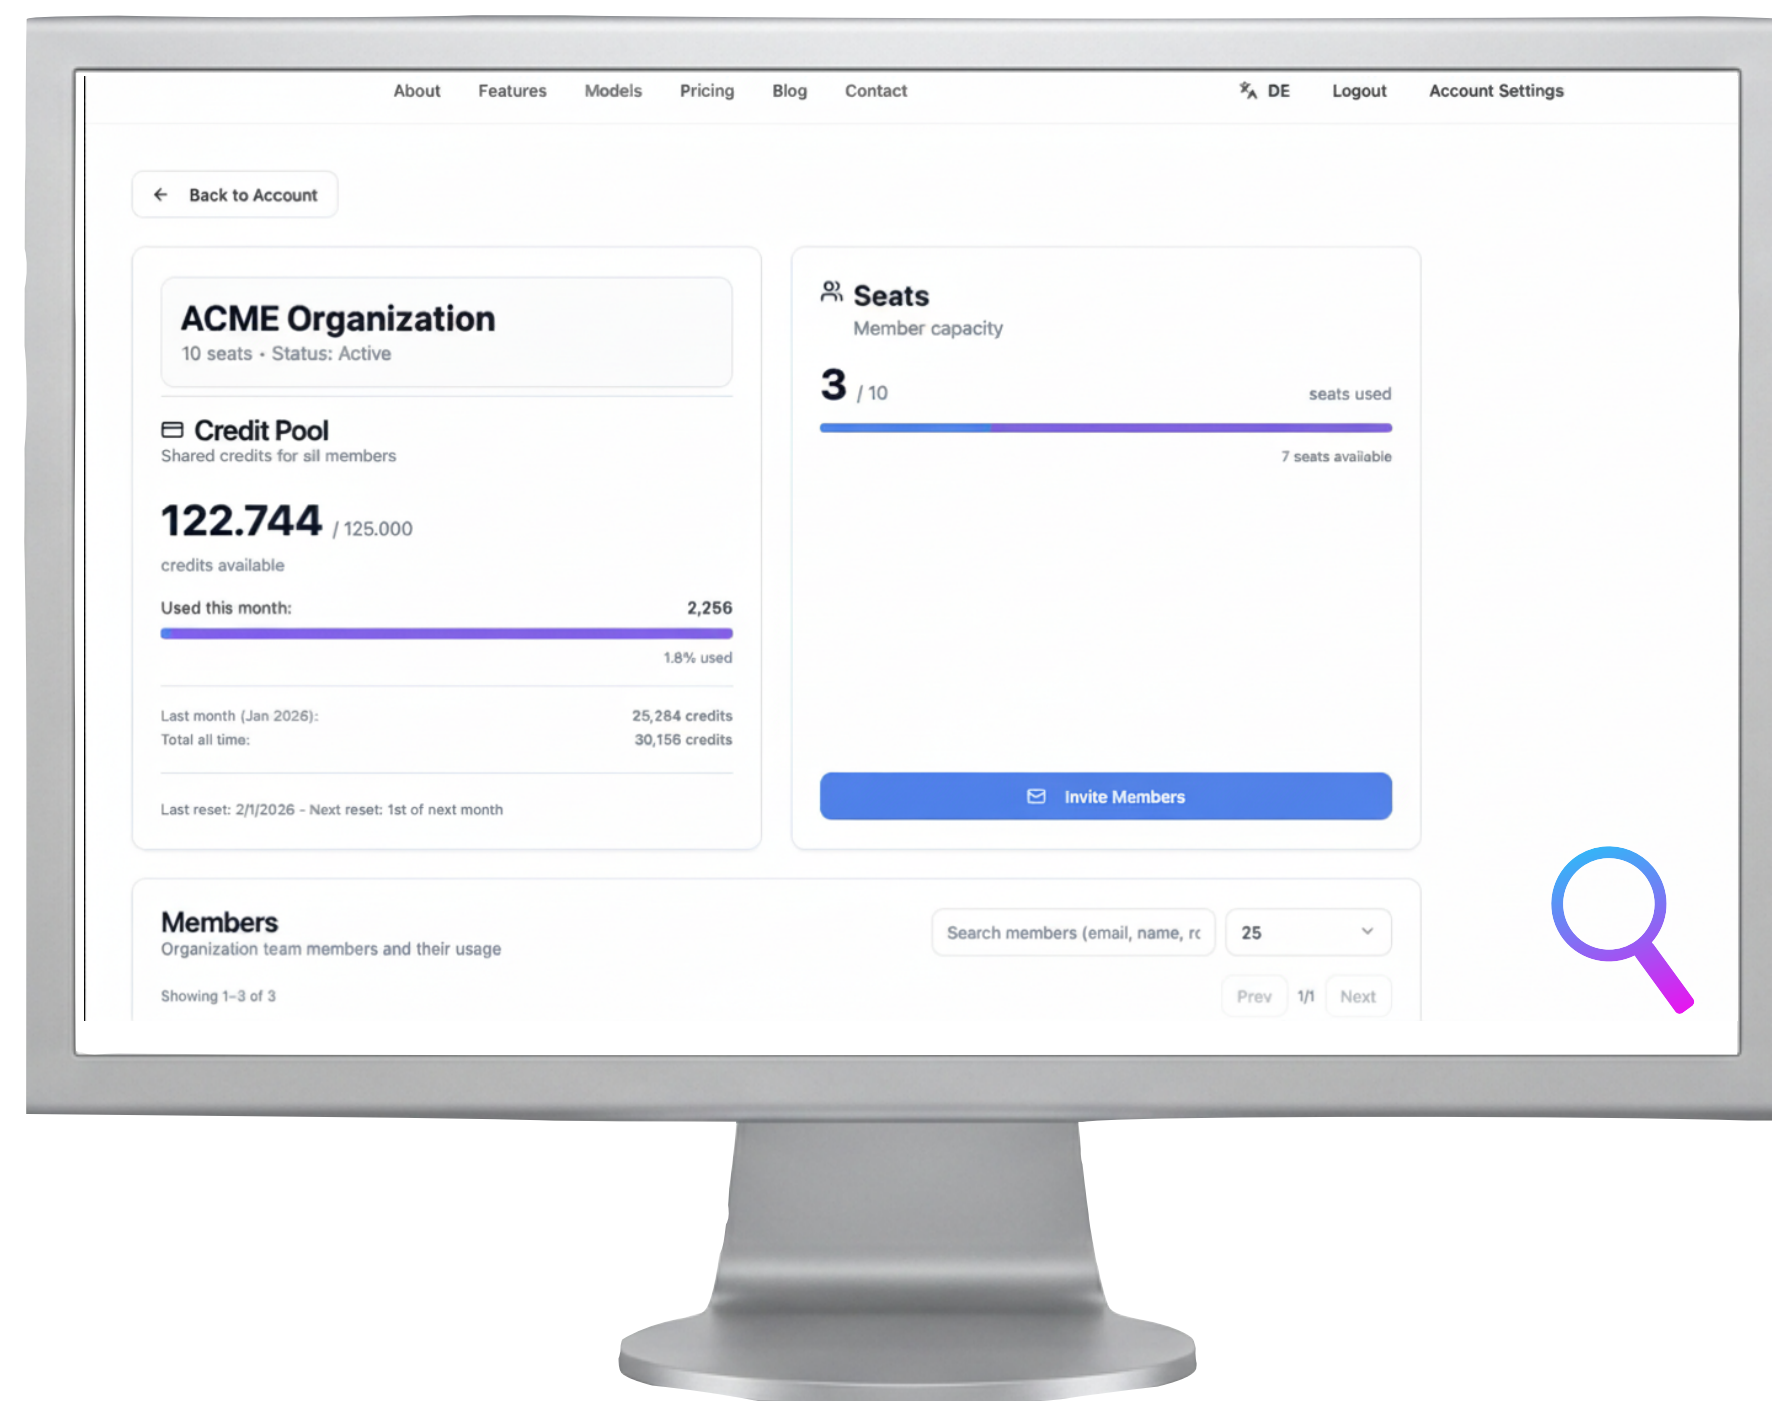 About Features Models Pricing Blog Contact DE Logout Account Settings
Back to Account
ACME Organization
10 seats • Status: Active
Credit Pool
Shared credits for sil members
122.744 / 125.000
credits available
Used this month: 2,256
1.8% used
Last month (Jan 2026): 25,284 credits
Total all time: 30,156 credits
Last reset: 2/1/2026 - Next reset: 1st of next month
Seats
Member capacity
3 / 10 seats used
7 seats available
Invite Members
Members
Organization team members and their usage
Search members (email, name, rc
25
Showing 1–3 of 3
Prev 1/1 Next